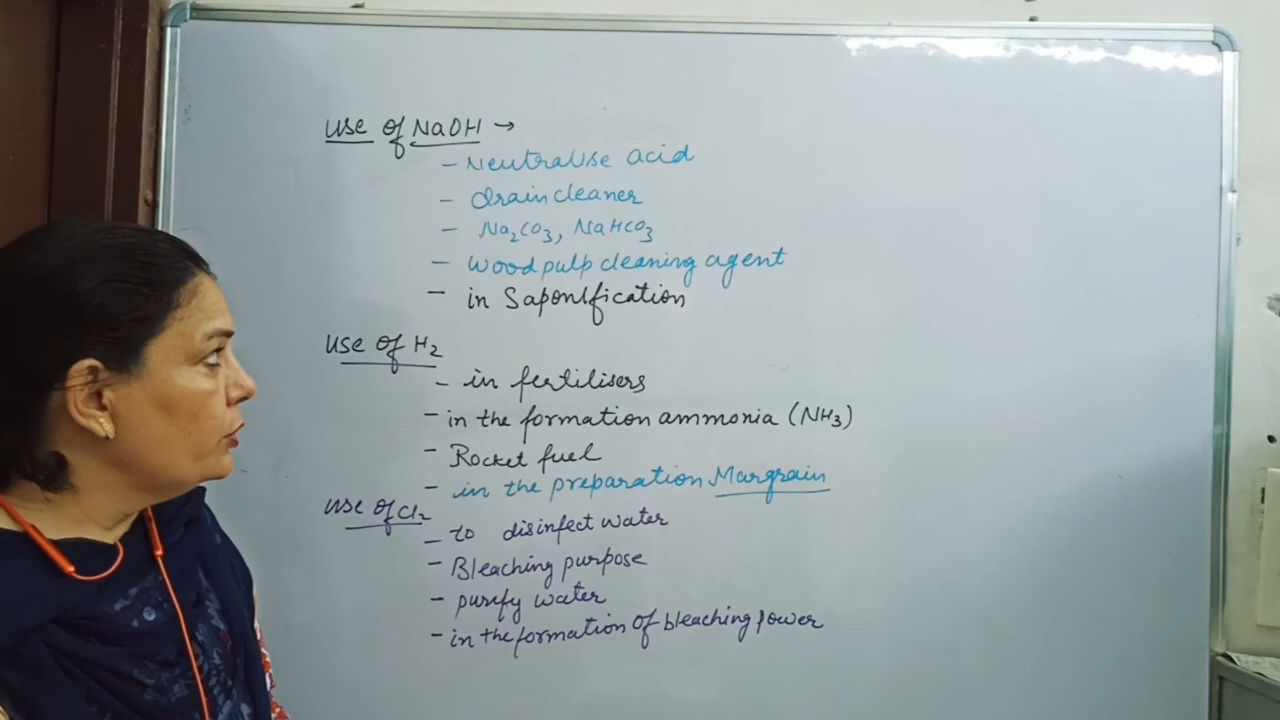 Use of NaOH →
- Neutralise acid
- Drain cleaner
- Na₂CO₃, NaHCO₃
- Wood pulp cleaning agent
- in Saponification
Use of H₂
- in fertilisers
- in the formation ammonia (NH₃)
- Rocket fuel
- in the preparation Margrain
Use of Cl₂
- to disinfect water
- Bleaching purpose
- purify water
- in the formation of bleaching power